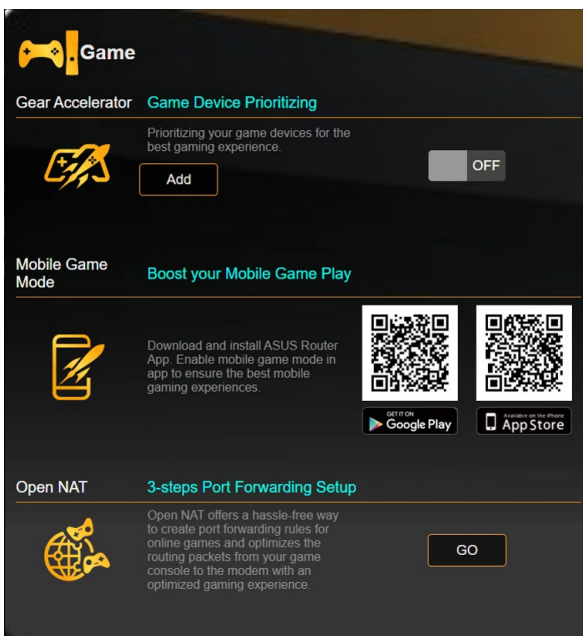 Game
Gear Accelerator
Game Device Prioritizing
Prioritizing your game devices for the
best gaming experience.
Add
OFF
Mobile Game
Mode
Boost your Mobile Game Play
Download and install ASUS Router
App. Enable mobile game mode in
app to ensure the best mobile
gaming experiences.
GET IT ON
Google Play
Available on the iPhone
App Store
Open NAT
3-steps Port Forwarding Setup
Open NAT offers a hassle-free way
to create port forwarding rules for
online games and optimizes the
routing packets from your game
console to the modem with an
optimized gaming experience.
GO